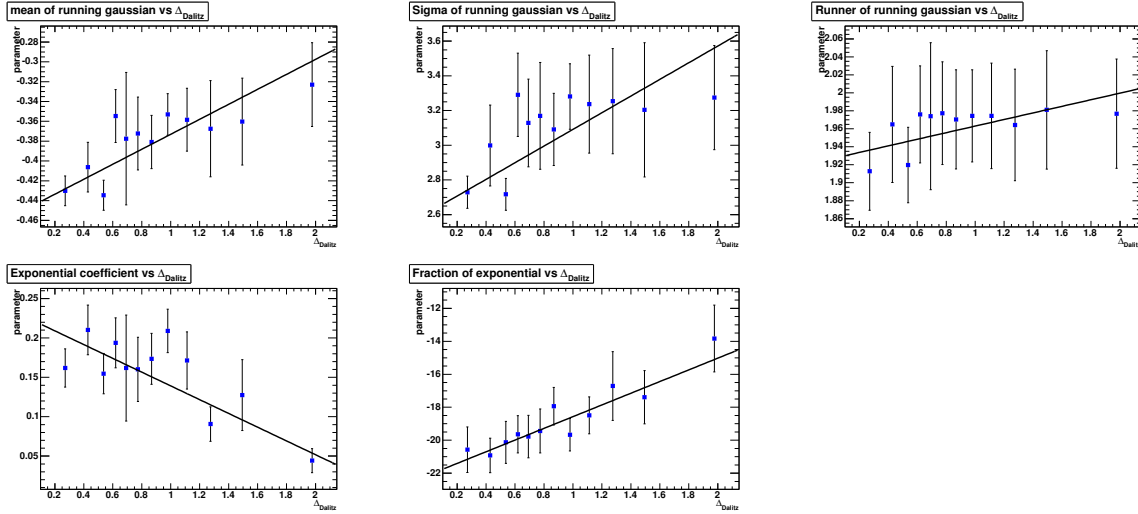 mean of running gaussian vs Δ_Dalitz
parameter
-0.28
-0.3
-0.32
-0.34
-0.36
-0.38
-0.4
-0.42
-0.44
-0.46
0.2 0.4 0.6 0.8 1 1.2 1.4 1.6 1.8 2
Δ_Dalitz
Sigma of running gaussian vs Δ_Dalitz
parameter
3.6
3.4
3.2
3
2.8
2.6
0.2 0.4 0.6 0.8 1 1.2 1.4 1.6 1.8 2
Δ_Dalitz
Runner of running gaussian vs Δ_Dalitz
parameter
2.06
2.04
2.02
2
1.98
1.96
1.94
1.92
1.9
1.88
1.86
0.2 0.4 0.6 0.8 1 1.2 1.4 1.6 1.8 2
Δ_Dalitz
Exponential coefficient vs Δ_Dalitz
parameter
0.25
0.2
0.15
0.1
0.05
0.2 0.4 0.6 0.8 1 1.2 1.4 1.6 1.8 2
Δ_Dalitz
Fraction of exponential vs Δ_Dalitz
parameter
-12
-14
-16
-18
-20
-22
0.2 0.4 0.6 0.8 1 1.2 1.4 1.6 1.8 2
Δ_Dalitz